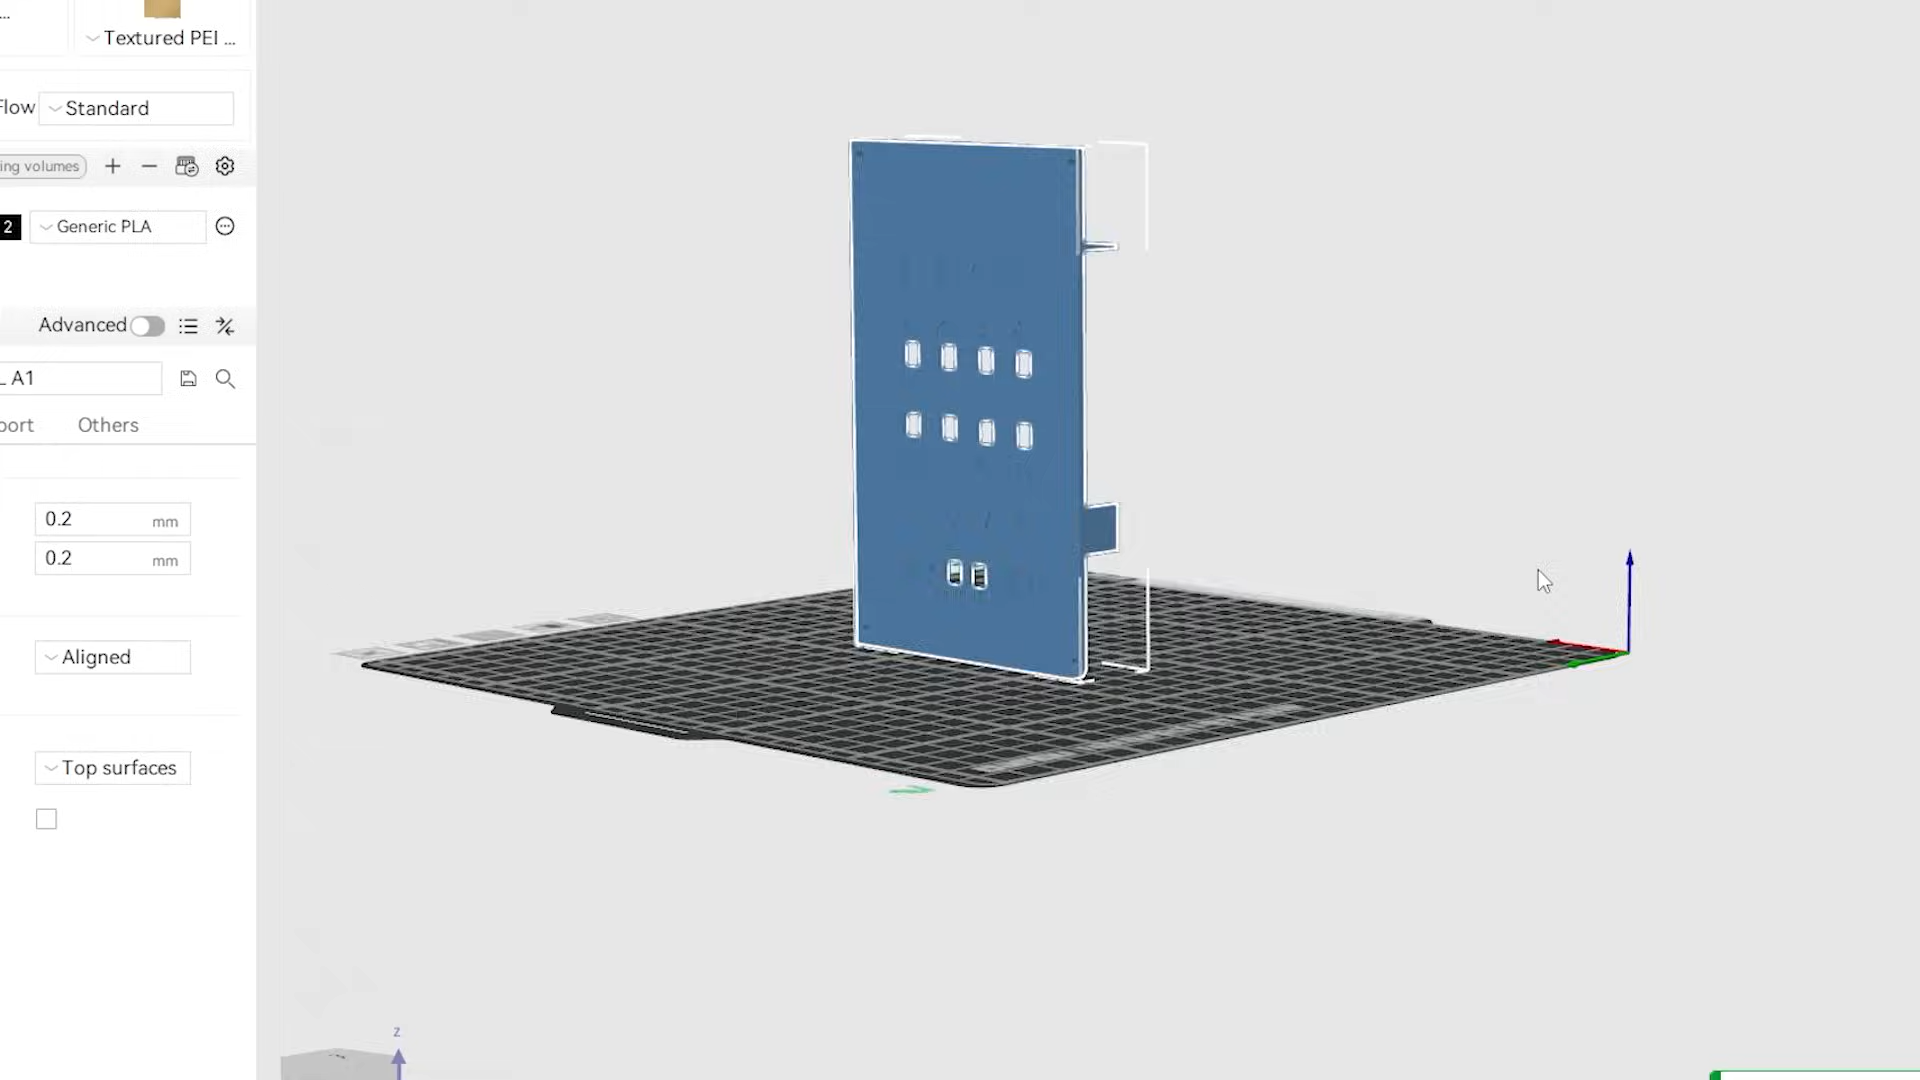 ...
Textured PEI ...
Flow
Standard
ing volumes
2
Generic PLA
Advanced
A1
port
Others
0.2 mm
0.2 mm
Aligned
Top surfaces
z